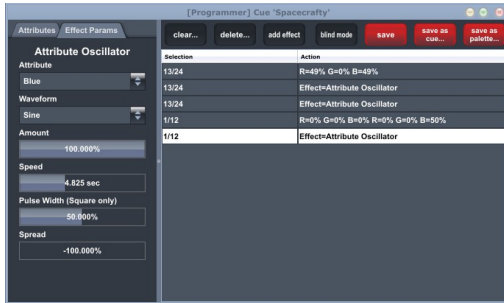 [Programmer] Cue 'Spacecrafty'
Attributes Effect Params
Attribute Oscillator
Attribute
Blue
Waveform
Sine
Amount
100.000%
Speed
4.825 sec
Pulse Width (Square only)
50.000%
Spread
-100.000%
clear... delete... add effect blind mode save save as cue... save as palette...
Selection Action
13/24 R=49% G=0% B=49%
13/24 Effect=Attribute Oscillator
13/24 Effect=Attribute Oscillator
1/12 R=0% G=0% B=0% R=0% G=0% B=50%
1/12 Effect=Attribute Oscillator